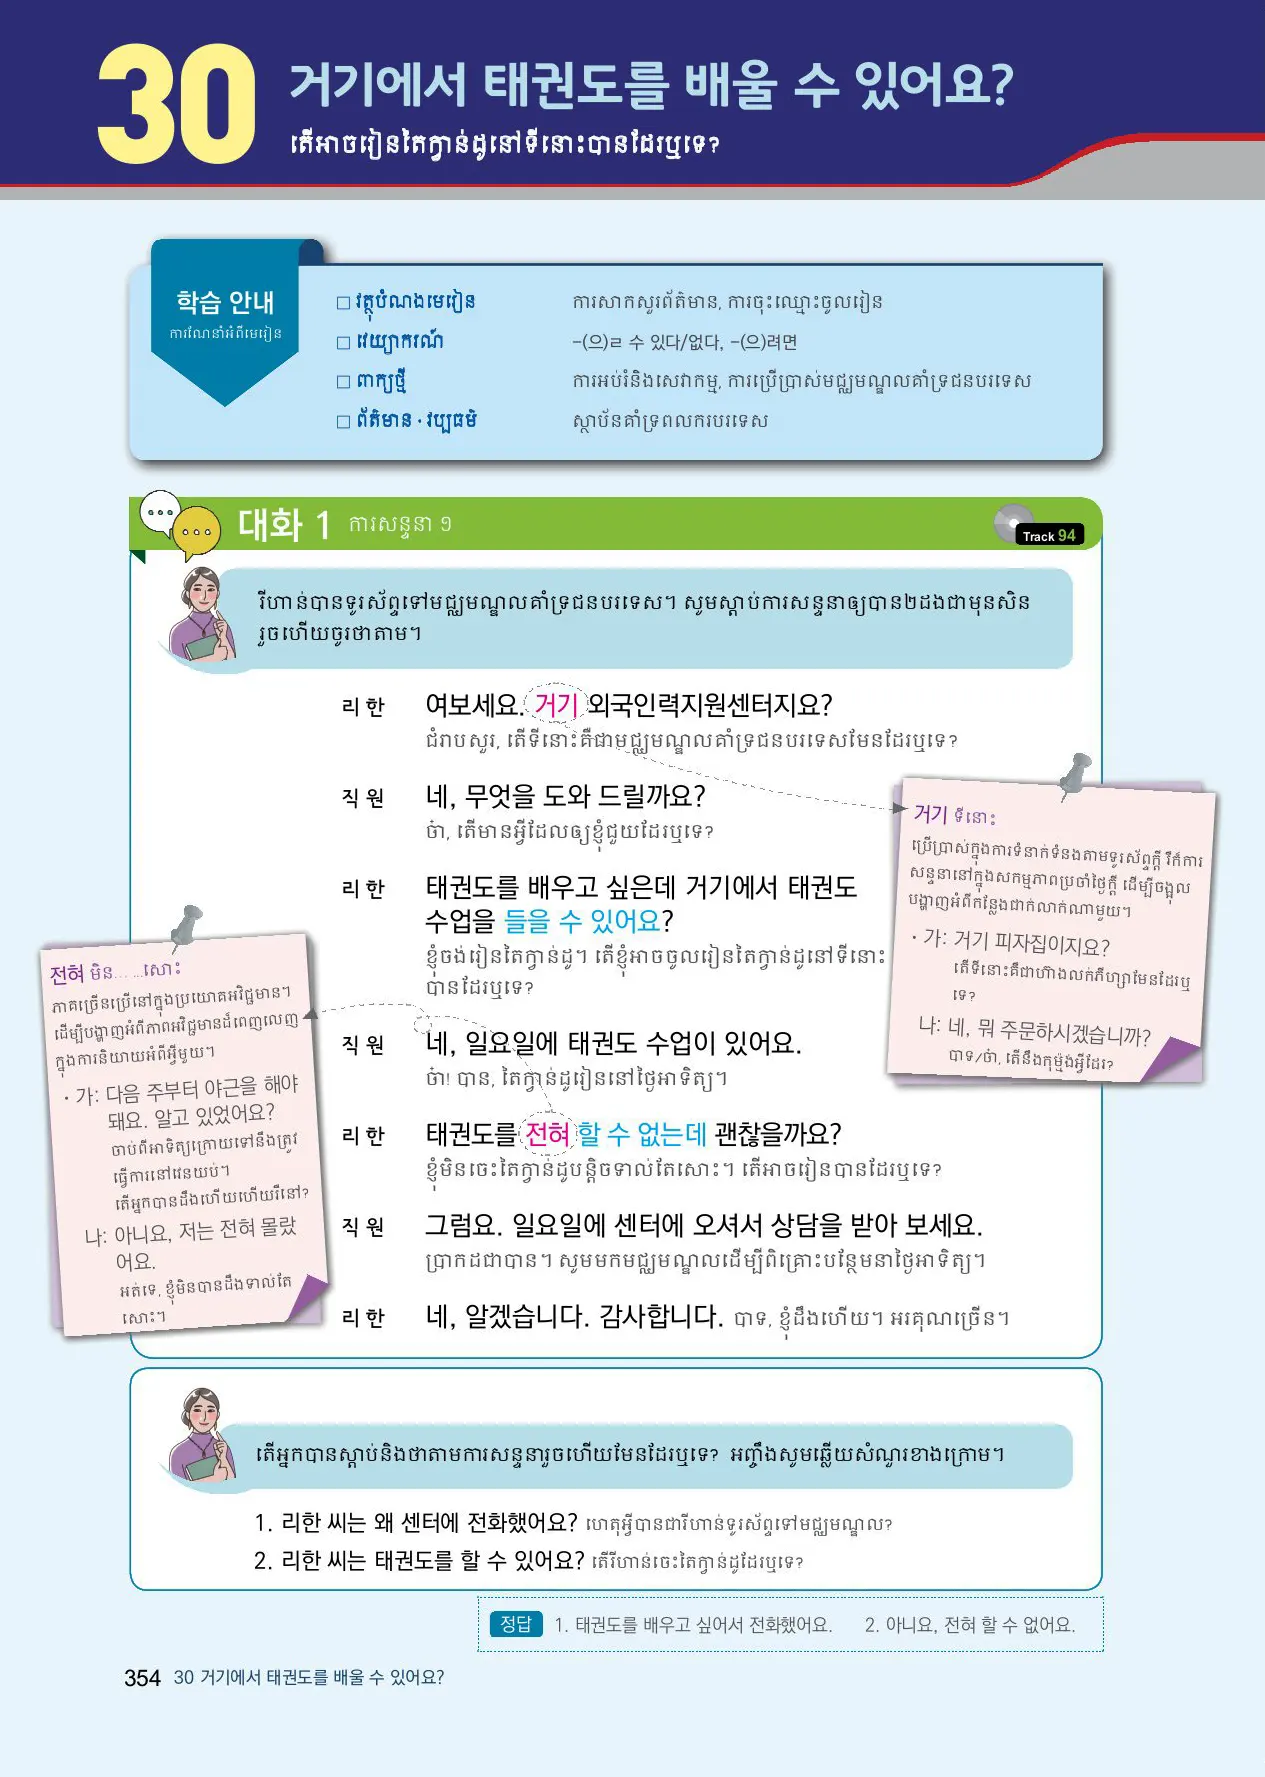 30 거기에서 태권도를 배울 수 있어요?
តើអាចរៀនតៃក្វាន់ដូនៅទីនោះបានដែរឬទេ?
학습 안내
ការណែនាំអំពីមេរៀន
□ វត្ថុបំណងមេរៀន ការសាកសួរព័ត៌មាន, ការចុះឈ្មោះចូលរៀន
□ វេយ្យាករណ៍ -(으)ㄹ 수 있다/없다, -(으)려면
□ ពាក្យថ្មី ការអប់រំនិងសេវាកម្ម, ការប្រើប្រាស់មជ្ឈមណ្ឌលគាំទ្រជនបរទេស
□ ព័ត៌មាន · វប្បធម៌ ស្ថាប័នគាំទ្រពលករបរទេស
대화 1 ការសន្ទនា ១
Track 94
រីហាន់បានទូរស័ព្ទទៅមជ្ឈមណ្ឌលគាំទ្រជនបរទេស។ សូមស្តាប់ការសន្ទនាឲ្យបាន២ដងជាមុនសិន
រួចហើយចូរថាតាម។
리한 여보세요. 거기 외국인력지원센터지요?
ជំរាបសួរ, តើទីនោះគឺជាមជ្ឈមណ្ឌលគាំទ្រជនបរទេសមែនដែរឬទេ?
직원 네, 무엇을 도와 드릴까요?
ច៎ា, តើមានអ្វីដែលឲ្យខ្ញុំជួយដែរឬទេ?
리한 태권도를 배우고 싶은데 거기에서 태권도
수업을 들을 수 있어요?
ខ្ញុំចង់រៀនតៃក្វាន់ដូ។ តើខ្ញុំអាចចូលរៀនតៃក្វាន់ដូនៅទីនោះ
បានដែរឬទេ?
직원 네, 일요일에 태권도 수업이 있어요.
ច៎ា! បាន, តៃក្វាន់ដូរៀននៅថ្ងៃអាទិត្យ។
리한 태권도를 전혀 할 수 없는데 괜찮을까요?
ខ្ញុំមិនចេះតៃក្វាន់ដូបន្តិចទាល់តែសោះ។ តើអាចរៀនបានដែរឬទេ?
직원 그럼요. 일요일에 센터에 오셔서 상담을 받아 보세요.
ប្រាកដជាបាន។ សូមមកមជ្ឈមណ្ឌលដើម្បីពិគ្រោះបន្ថែមនាថ្ងៃអាទិត្យ។
리한 네, 알겠습니다. 감사합니다. បាទ, ខ្ញុំដឹងហើយ។ អរគុណច្រើន។
거기 ទីនោះ
ប្រើប្រាស់ក្នុងការទំនាក់ទំនងតាមទូរស័ព្ទក្តី រឺក៏ការ
សន្ទនានៅក្នុងសកម្មភាពប្រចាំថ្ងៃក្តី ដើម្បីចង្អុល
បង្ហាញអំពីកន្លែងជាក់លាក់ណាមួយ។
· 가: 거기 피자집이지요?
តើទីនោះគឺជាហ៊ាងលក់ភីហ្សាមែនដែរឬ
ទេ?
나: 네, 뭐 주문하시겠습니까?
បាទ/ច៎ា, តើនឹងកុម្ម៉ង់អ្វីដែរ?
전혀 មិន… …សោះ
ភាគច្រើនប្រើនៅក្នុងប្រយោគអវិជ្ជមាន។
ដើម្បីបង្ហាញអំពីភាពអវិជ្ជមានដ៏ពេញលេញ
ក្នុងការនិយាយអំពីអ្វីមួយ។
· 가: 다음 주부터 야근을 해야
돼요. 알고 있었어요?
ចាប់ពីអាទិត្យក្រោយទៅនឹងត្រូវ
ធ្វើការនៅវេនយប់។
តើអ្នកបានដឹងហើយហើយរឺនៅ?
나: 아니요, 저는 전혀 몰랐
어요.
អត់ទេ, ខ្ញុំមិនបានដឹងទាល់តែ
សោះ។
តើអ្នកបានស្តាប់និងថាតាមការសន្ទនារួចហើយមែនដែរឬទេ? អញ្ចឹងសូមឆ្លើយសំណួរខាងក្រោម។
1. 리한 씨는 왜 센터에 전화했어요? ហេតុអ្វីបានជារីហាន់ទូរស័ព្ទទៅមជ្ឈមណ្ឌល?
2. 리한 씨는 태권도를 할 수 있어요? តើរីហាន់ចេះតៃក្វាន់ដូដែរឬទេ?
정답 1. 태권도를 배우고 싶어서 전화했어요. 2. 아니요, 전혀 할 수 없어요.
354 30 거기에서 태권도를 배울 수 있어요?